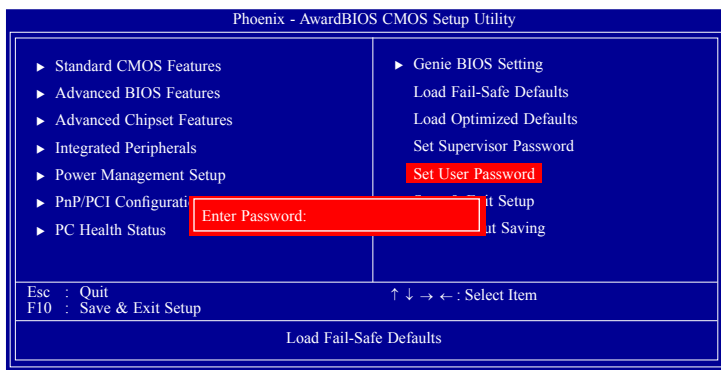 Phoenix - AwardBIOS CMOS Setup Utility
► Standard CMOS Features
► Advanced BIOS Features
► Advanced Chipset Features
► Integrated Peripherals
► Power Management Setup
► PnP/PCI
► PC Health Status
► Genie BIOS Setting
Load Fail-Safe Defaults
Load Optimized Defaults
Set Supervisor Password
Set User Password
Setup
Saving
Enter Password:
Esc : Quit
F10 : Save & Exit Setup
↑ ↓ → ← : Select Item
Load Fail-Safe Defaults